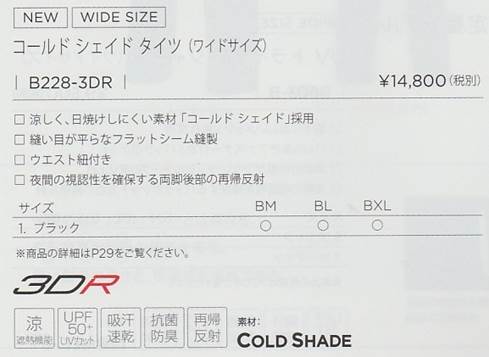 NEW WIDE SIZE
コールド シェイド タイツ（ワイドサイズ）
B228-3DR ¥14,800（税別）
□ 涼しく、日焼けしにくい素材「コールド シェイド」採用
□ 縫い目が平らなフラットシーム縫製
□ ウエスト紐付き
□ 夜間の視認性を確保する両脚後部の再帰反射
サイズ BM BL BXL
1. ブラック ○ ○ ○
※商品の詳細はP29をご覧ください。
3DR
涼 遮熱機能 UPF 50+ UVカット 吸汗 速乾 抗菌 防臭 再帰 反射 素材: COLD SHADE